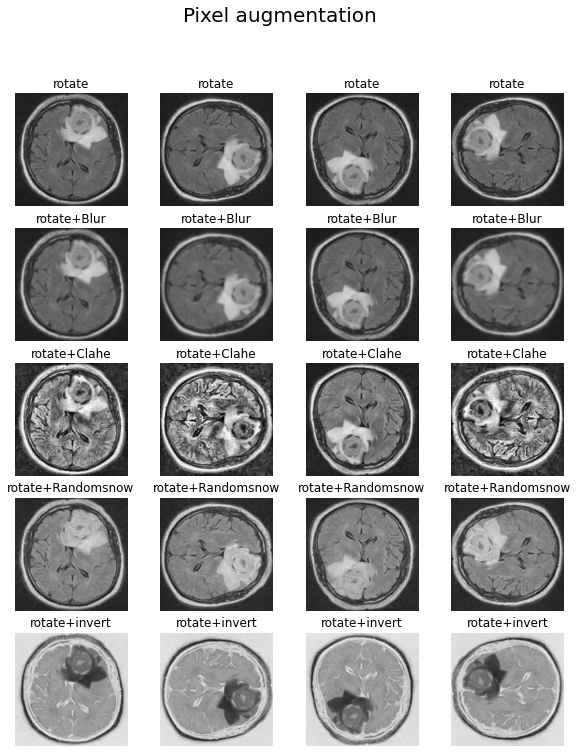 Pixel augmentation
rotate rotate rotate rotate
rotate+Blur rotate+Blur rotate+Blur rotate+Blur
rotate+Clahe rotate+Clahe rotate+Clahe rotate+Clahe
rotate+Randomsnow rotate+Randomsnow rotate+Randomsnow rotate+Randomsnow
rotate+invert rotate+invert rotate+invert rotate+invert